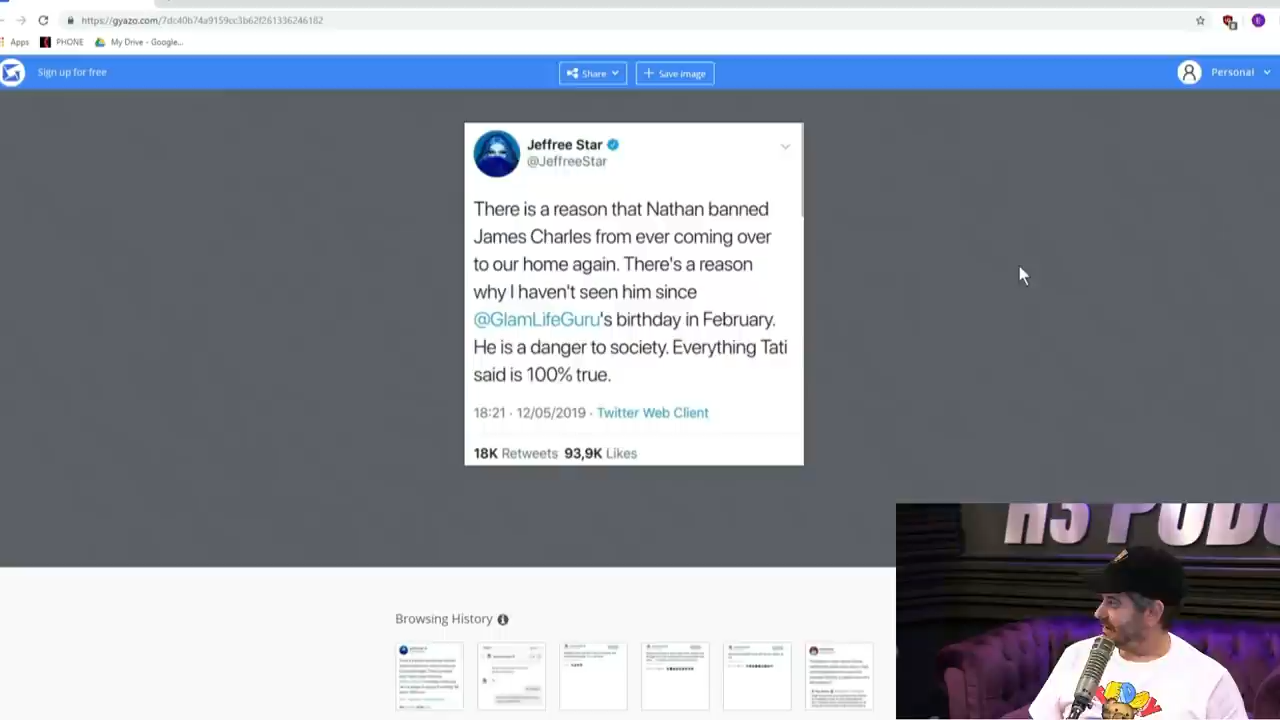 https://gyazo.com/7dc40b74a9159cc3b62f261336246182
Apps PHONE My Drive - Google...
Sign up for free Share Save image Personal
Jeffree Star
@JeffreeStar
There is a reason that Nathan banned
James Charles from ever coming over
to our home again. There's a reason
why I haven't seen him since
@GlamLifeGuru's birthday in February.
He is a danger to society. Everything Tati
said is 100% true.
18:21 · 12/05/2019 · Twitter Web Client
18K Retweets 93,9K Likes
H3 PODC
Browsing History